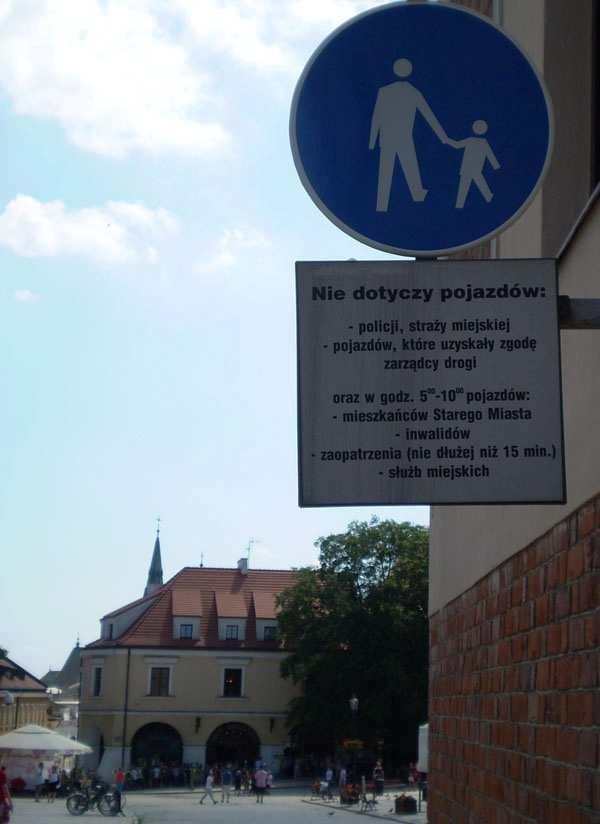 Nie dotyczy pojazdów:
- policji, straży miejskiej
- pojazdów, które uzyskały zgodę
zarządcy drogi
oraz w godz. 5⁰⁰-10⁰⁰ pojazdów:
- mieszkańców Starego Miasta
- inwalidów
- zaopatrzenia (nie dłużej niż 15 min.)
- służb miejskich